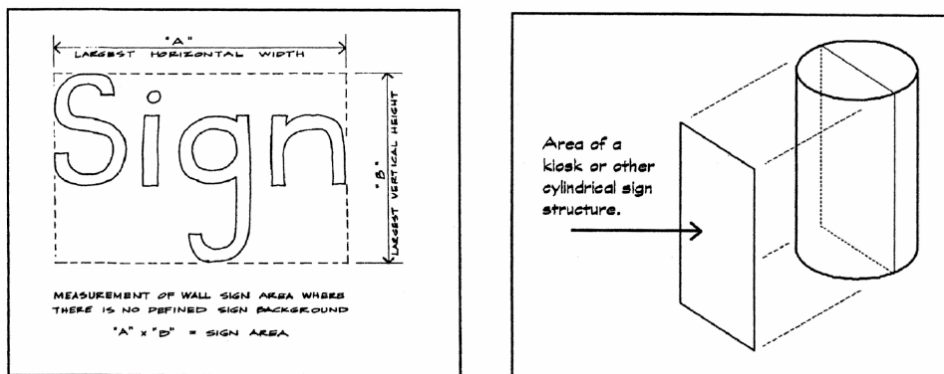 "A"
LARGEST HORIZONTAL WIDTH
Sign
"B"
LARGEST VERTICAL HEIGHT
MEASUREMENT OF WALL SIGN AREA WHERE
THERE IS NO DEFINED SIGN BACKGROUND
"A" x "B" = SIGN AREA
Area of a
kiosk or other
cylindrical sign
structure.